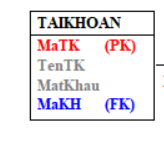 TAIKHOAN
MaTK (PK)
TenTK
MatKhau
MaKH (FK)